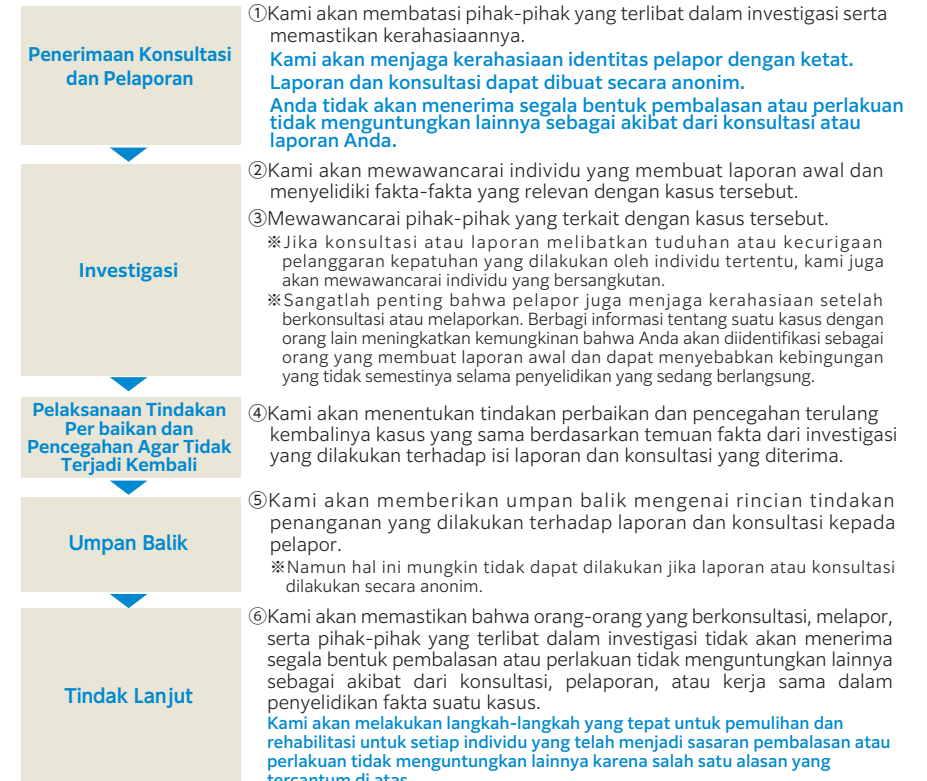 Penerimaan Konsultasi
dan Pelaporan
①Kami akan membatasi pihak-pihak yang terlibat dalam investigasi serta
memastikan kerahasiaannya.
Kami akan menjaga kerahasiaan identitas pelapor dengan ketat.
Laporan dan konsultasi dapat dibuat secara anonim.
Anda tidak akan menerima segala bentuk pembalasan atau perlakuan
tidak menguntungkan lainnya sebagai akibat dari konsultasi atau
laporan Anda.
Investigasi
②Kami akan mewawancarai individu yang membuat laporan awal dan
menyelidiki fakta-fakta yang relevan dengan kasus tersebut.
③Mewawancarai pihak-pihak yang terkait dengan kasus tersebut.
※Jika konsultasi atau laporan melibatkan tuduhan atau kecurigaan
pelanggaran kepatuhan yang dilakukan oleh individu tertentu, kami juga
akan mewawancarai individu yang bersangkutan.
※Sangatlah penting bahwa pelapor juga menjaga kerahasiaan setelah
berkonsultasi atau melaporkan. Berbagi informasi tentang suatu kasus dengan
orang lain meningkatkan kemungkinan bahwa Anda akan diidentifikasi sebagai
orang yang membuat laporan awal dan dapat menyebabkan kebingungan
yang tidak semestinya selama penyelidikan yang sedang berlangsung.
Pelaksanaan Tindakan
Per baikan dan
Pencegahan Agar Tidak
Terjadi Kembali
④Kami akan menentukan tindakan perbaikan dan pencegahan terulang
kembalinya kasus yang sama berdasarkan temuan fakta dari investigasi
yang dilakukan terhadap isi laporan dan konsultasi yang diterima.
Umpan Balik
⑤Kami akan memberikan umpan balik mengenai rincian tindakan
penanganan yang dilakukan terhadap laporan dan konsultasi kepada
pelapor.
※Namun hal ini mungkin tidak dapat dilakukan jika laporan atau konsultasi
dilakukan secara anonim.
Tindak Lanjut
⑥Kami akan memastikan bahwa orang-orang yang berkonsultasi, melapor,
serta pihak-pihak yang terlibat dalam investigasi tidak akan menerima
segala bentuk pembalasan atau perlakuan tidak menguntungkan lainnya
sebagai akibat dari konsultasi, pelaporan, atau kerja sama dalam
penyelidikan fakta suatu kasus.
Kami akan melakukan langkah-langkah yang tepat untuk pemulihan dan
rehabilitasi untuk setiap individu yang telah menjadi sasaran pembalasan atau
perlakuan tidak menguntungkan lainnya karena salah satu alasan yang
tercantum di atas